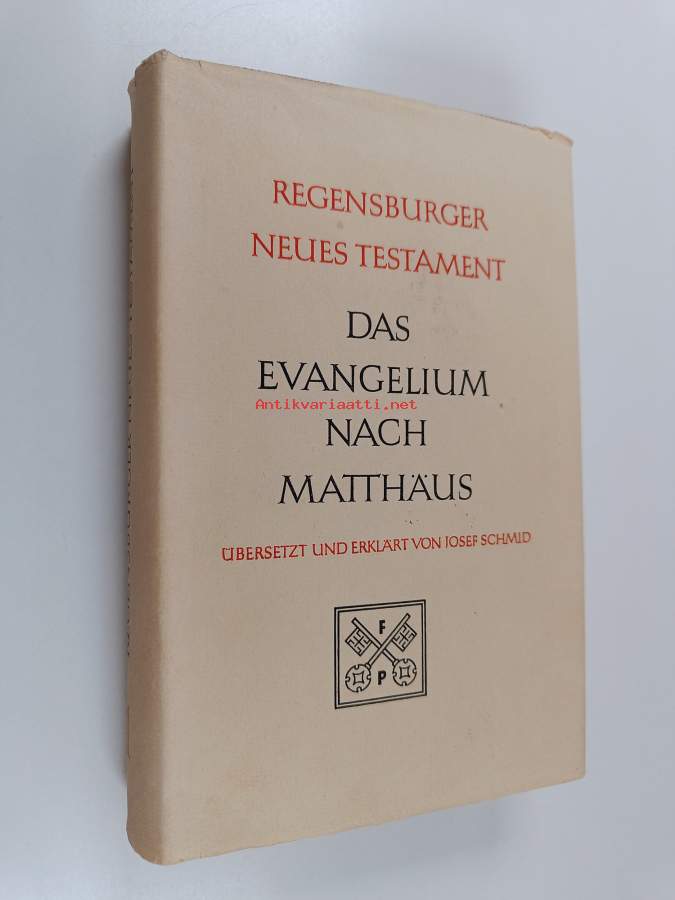 REGENSBURGER
NEUES TESTAMENT
DAS
EVANGELIUM
Antikvariaatti.net
NACH
MATTHÄUS
ÜBERSETZT UND ERKLÄRT VON JOSEF SCHMID
F
P